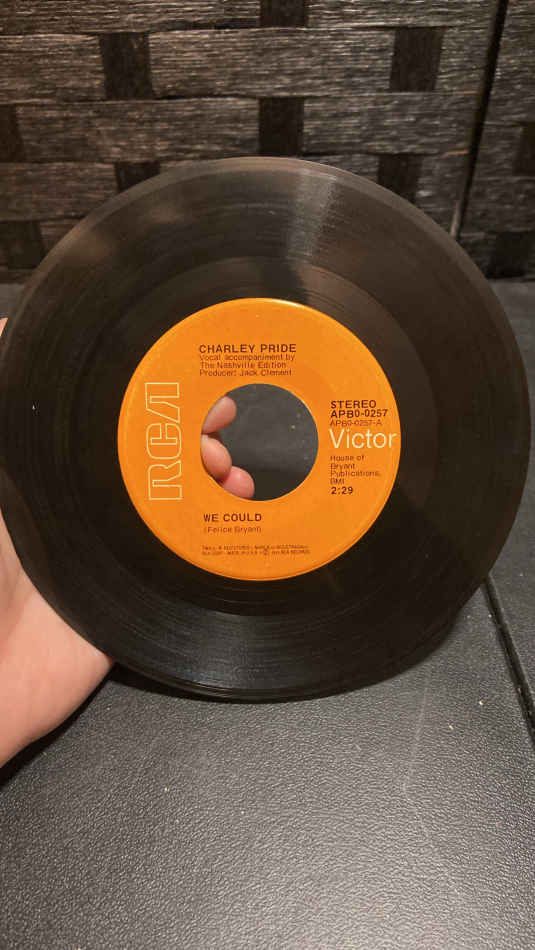 CHARLEY PRIDE
Vocal accompaniment by
The Nashville Edition
Producer: Jack Clement
RCA
STEREO
APB0-0257
APB0-0257-A
Victor
House of
Bryant
Publications,
BMI
2:29
WE COULD
(Felice Bryant)